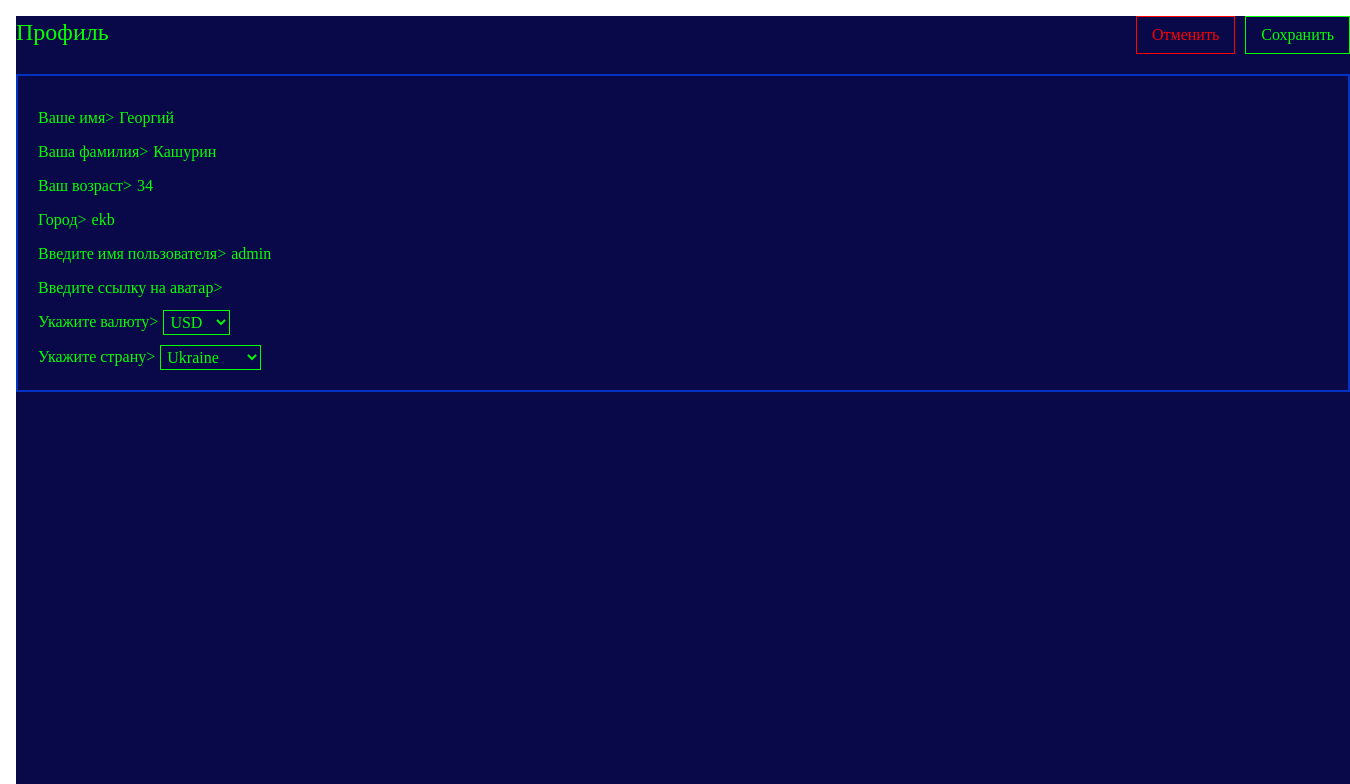 Профиль
Отменить
Сохранить
Ваше имя> Георгий
Ваша фамилия> Кашурин
Ваш возраст> 34
Город> ekb
Введите имя пользователя> admin
Введите ссылку на аватар>
Укажите валюту> USD
Укажите страну> Ukraine